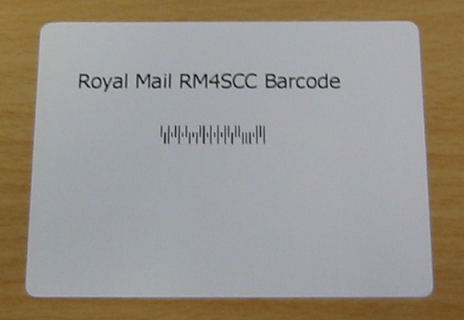 Royal Mail RM4SCC Barcode